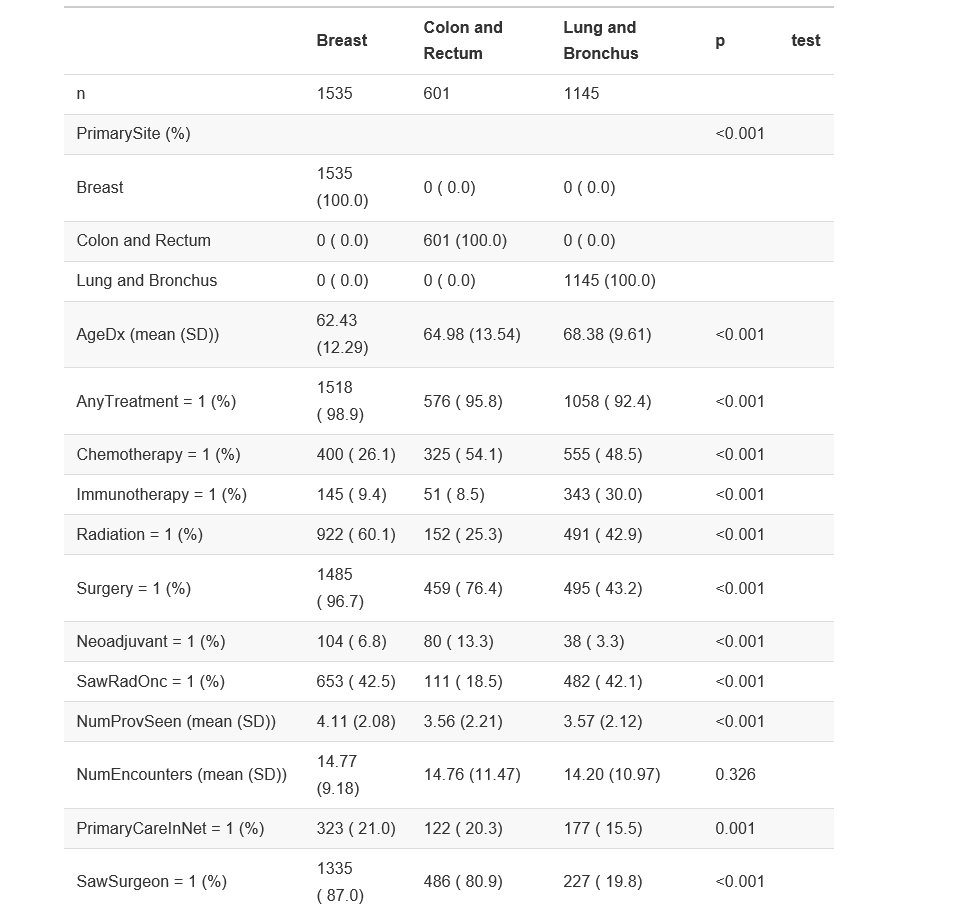 Breast Colon and Rectum Lung and Bronchus p test
n 1535 601 1145
PrimarySite (%) <0.001
Breast 1535 (100.0) 0 ( 0.0) 0 ( 0.0)
Colon and Rectum 0 ( 0.0) 601 (100.0) 0 ( 0.0)
Lung and Bronchus 0 ( 0.0) 0 ( 0.0) 1145 (100.0)
AgeDx (mean (SD)) 62.43 (12.29) 64.98 (13.54) 68.38 (9.61) <0.001
AnyTreatment = 1 (%) 1518 ( 98.9) 576 ( 95.8) 1058 ( 92.4) <0.001
Chemotherapy = 1 (%) 400 ( 26.1) 325 ( 54.1) 555 ( 48.5) <0.001
Immunotherapy = 1 (%) 145 ( 9.4) 51 ( 8.5) 343 ( 30.0) <0.001
Radiation = 1 (%) 922 ( 60.1) 152 ( 25.3) 491 ( 42.9) <0.001
Surgery = 1 (%) 1485 ( 96.7) 459 ( 76.4) 495 ( 43.2) <0.001
Neoadjuvant = 1 (%) 104 ( 6.8) 80 ( 13.3) 38 ( 3.3) <0.001
SawRadOnc = 1 (%) 653 ( 42.5) 111 ( 18.5) 482 ( 42.1) <0.001
NumProvSeen (mean (SD)) 4.11 (2.08) 3.56 (2.21) 3.57 (2.12) <0.001
NumEncounters (mean (SD)) 14.77 (9.18) 14.76 (11.47) 14.20 (10.97) 0.326
PrimaryCareInNet = 1 (%) 323 ( 21.0) 122 ( 20.3) 177 ( 15.5) 0.001
SawSurgeon = 1 (%) 1335 ( 87.0) 486 ( 80.9) 227 ( 19.8) <0.001